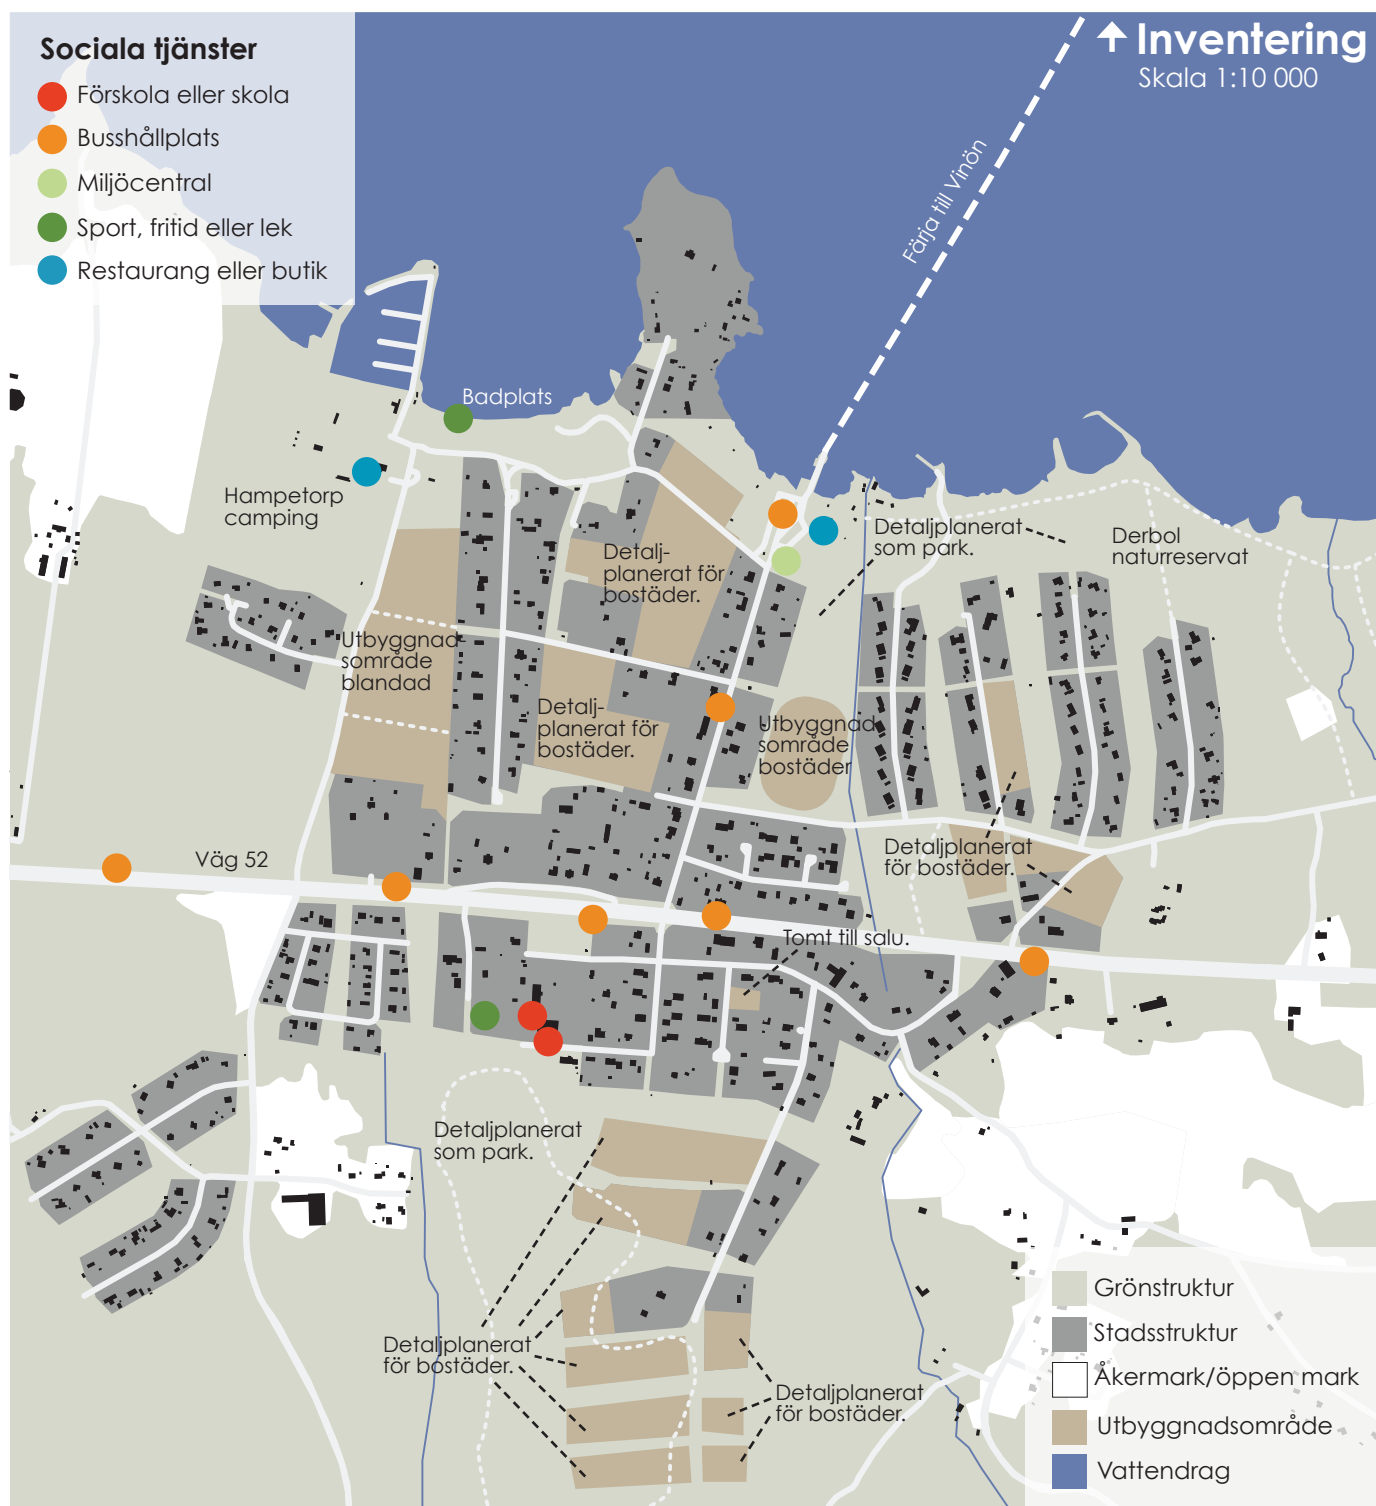 Sociala tjänster
Förskola eller skola
Busshållplats
Miljöcentral
Sport, fritid eller lek
Restaurang eller butik
Inventering
Skala 1:10 000
Färja till Vinön
Badplats
Hampetorp
camping
Detalj-
planerat för
bostäder.
Detaljplanerat
som park.
Derbol
naturreservat
Utbyggnad
sområde
blandad
Detalj-
planerat för
bostäder.
Utbyggnad
sområde
bostäder
Detaljplanerat
för bostäder.
Väg 52
Tomt till salu.
Detaljplanerat
som park.
Detaljplanerat
för bostäder.
Detaljplanerat
för bostäder.
Grönstruktur
Stadsstruktur
Åkermark/öppen mark
Utbyggnadsområde
Vattendrag